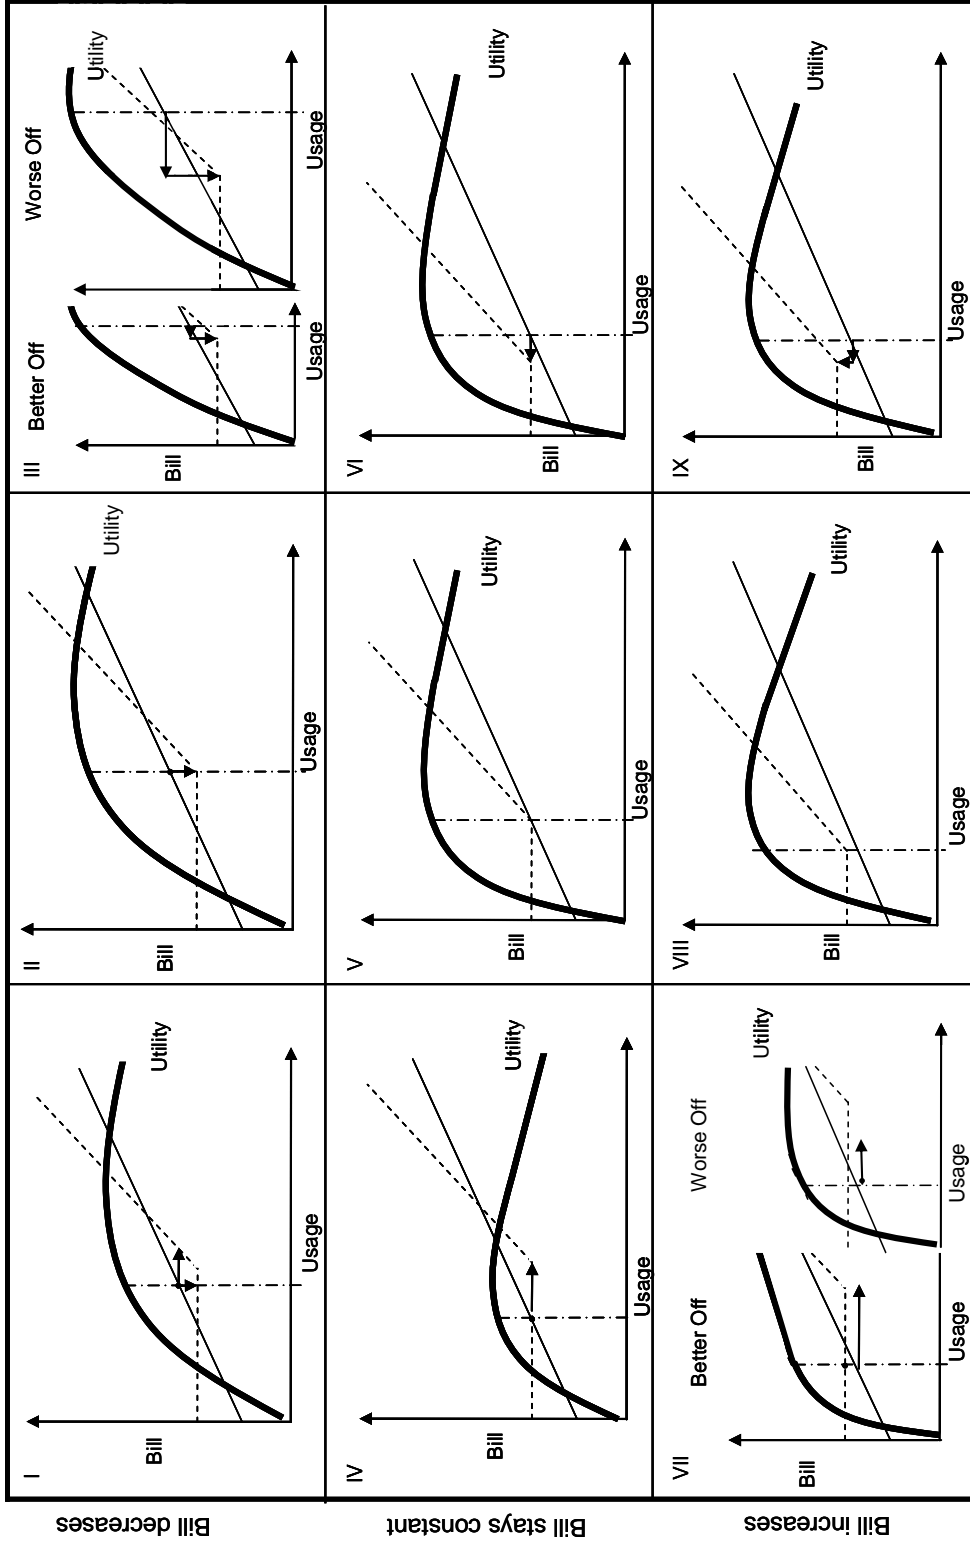 Bill decreases
I
Bill
Utility
Usage
II
Bill
Utility
Usage
III
Better Off
Worse Off
Bill
Utility
Usage
Usage
Bill stays constant
IV
Bill
Utility
Usage
V
Bill
Utility
Usage
VI
Bill
Utility
Usage
Bill increases
VII
Better Off
Worse Off
Bill
Utility
Usage
Usage
VIII
Bill
Utility
Usage
IX
Bill
Utility
Usage